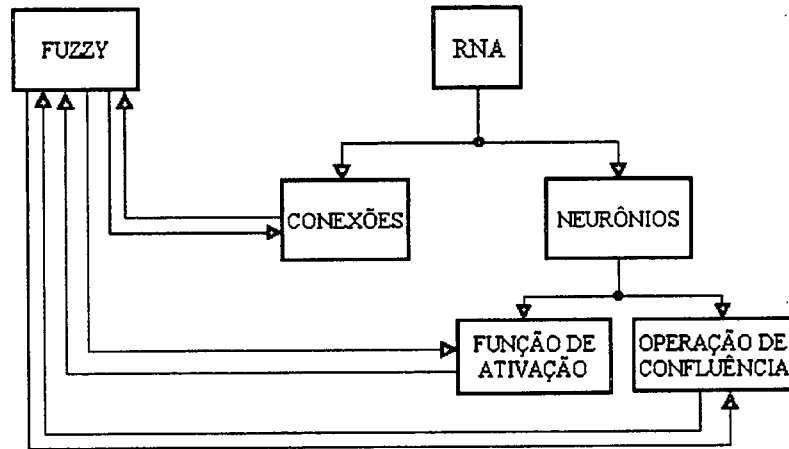 FUZZY
RNA
CONEXÕES
NEURÔNIOS
FUNÇÃO DE
ATIVAÇÃO
OPERAÇÃO DE
CONFLUÊNCIA